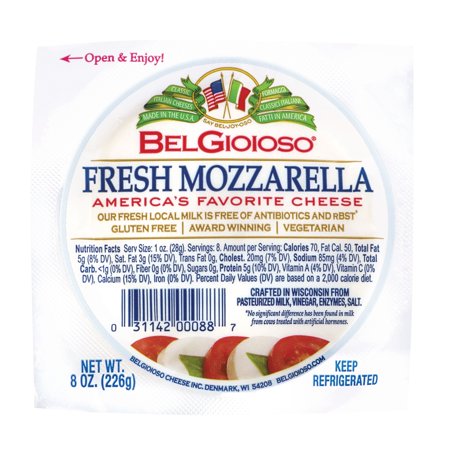 Open & Enjoy!
CLASSIC ITALIAN CHEESES MADE IN THE U.S.A.
FORMAGGI CLASSICI ITALIANI FATTI IN AMERICA
SAY BEL-JOY-OSO
BELGIOIOSO®
FRESH MOZZARELLA
AMERICA'S FAVORITE CHEESE
OUR FRESH LOCAL MILK IS FREE OF ANTIBIOTICS AND RBST*
GLUTEN FREE | AWARD WINNING | VEGETARIAN
Nutrition Facts Serv Size: 1 oz. (28g), Servings: 8. Amount per Serving: Calories 70, Fat Cal. 50, Total Fat
5g (8% DV), Sat. Fat 3g (15% DV), Trans Fat 0g, Cholest. 20mg (7% DV), Sodium 85mg (4% DV), Total
Carb. <1g (0% DV), Fiber 0g (0% DV), Sugars 0g, Protein 5g (10% DV), Vitamin A (4% DV), Vitamin C (0%
DV), Calcium (15% DV), Iron (0% DV). Percent Daily Values (DV) are based on a 2,000 calorie diet.
CRAFTED IN WISCONSIN FROM
PASTEURIZED MILK, VINEGAR, ENZYMES, SALT.
*No significant difference has been found in milk
from cows treated with artificial hormones.
0 31142 00088 7
NET WT.
8 OZ. (226g)
BELGIOIOSO CHEESE INC. DENMARK, WI 54208 BELGIOIOSO.COM
KEEP
REFRIGERATED